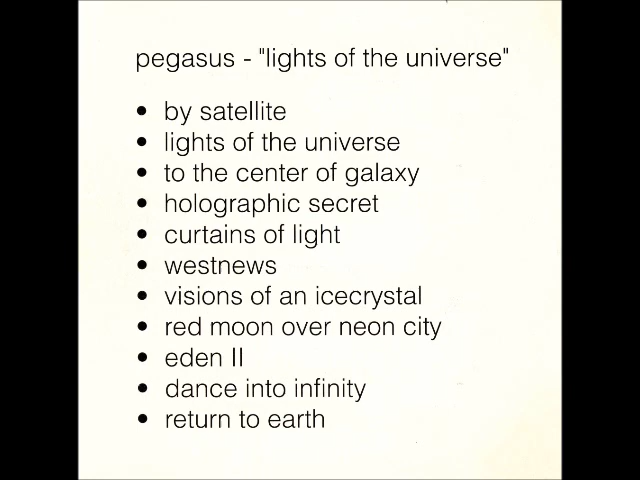 pegasus - "lights of the universe"
• by satellite
• lights of the universe
• to the center of galaxy
• holographic secret
• curtains of light
• westnews
• visions of an icecrystal
• red moon over neon city
• eden II
• dance into infinity
• return to earth